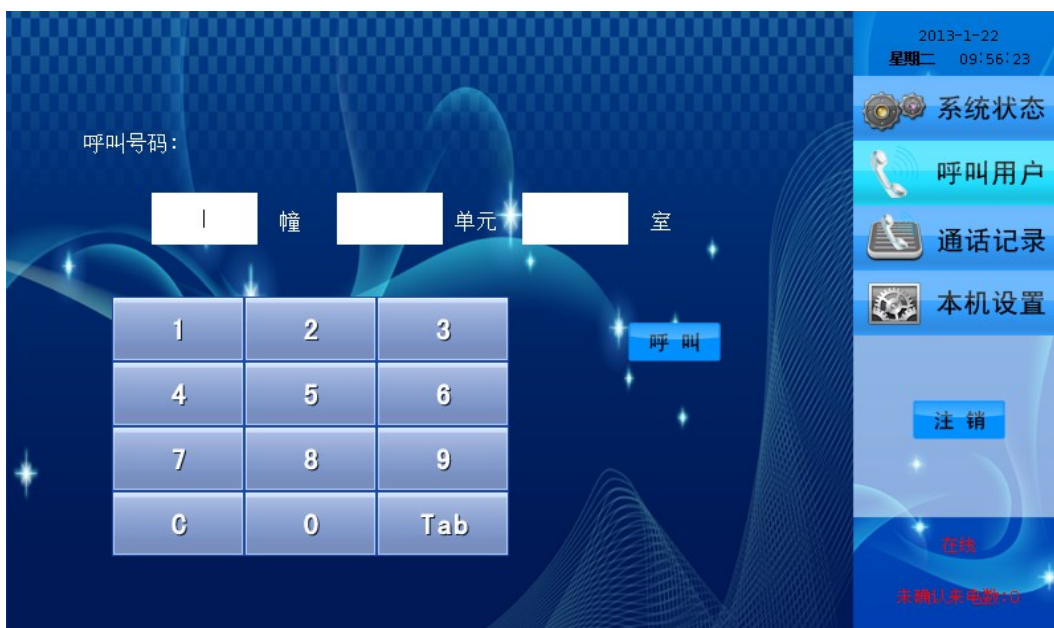 2013-1-22
星期二 09:56:23
系统状态
呼叫号码:
呼叫用户
幢 单元 室
通话记录
本机设置
1 2 3
呼 叫
4 5 6
注 销
7 8 9
C 0 Tab
在线
未确认来电数:0